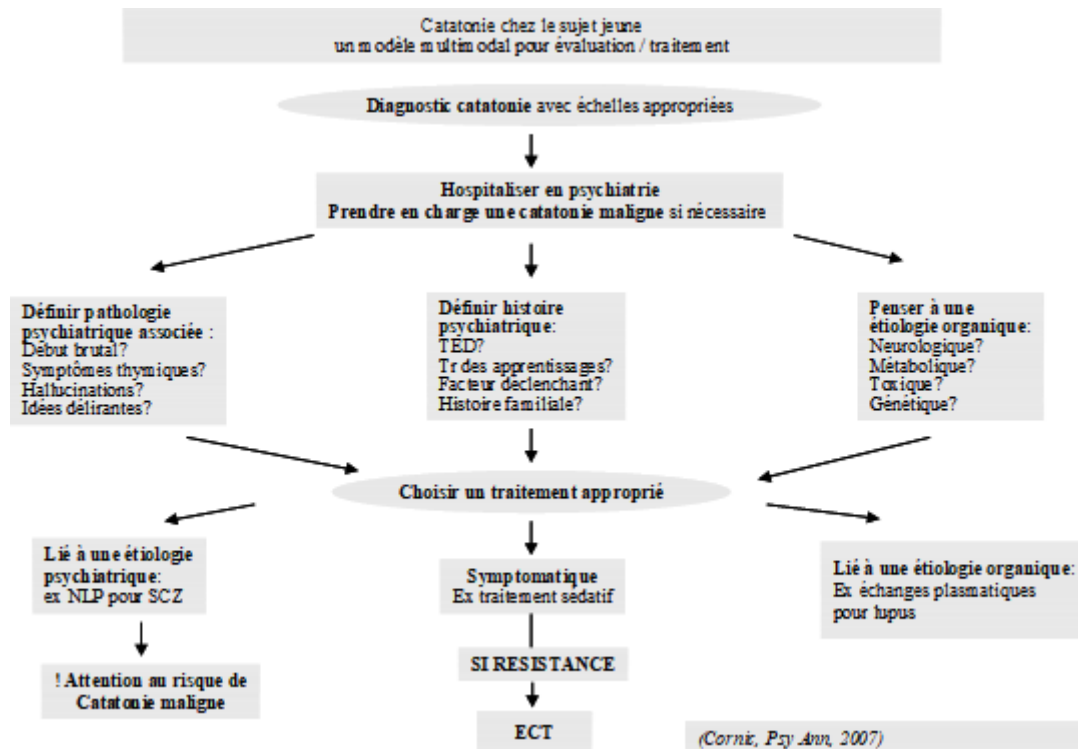 Catatonie chez le sujet jeune
un modèle multimodal pour évaluation / traitement
Diagnostic catatonie avec échelles appropriées
Hospitaliser en psychiatrie
Prendre en charge une catatonie maligne si nécessaire
Définir pathologie
psychiatrique associée :
Début brutal?
Symptômes thymiques?
Hallucinations?
Idées délirantes?
Définir histoire
psychiatrique:
TED?
Tr des apprentissages?
Facteur déclenchant?
Histoire familiale?
Penser à une
étiologie organique:
Neurologique?
Métabolique?
Toxique?
Génétique?
Choisir un traitement approprié
Lié à une étiologie
psychiatrique:
ex NLP pour SCZ
! Attention au risque de
Catatonie maligne
Symptomatique
Ex traitement sédatif
SI RESISTANCE
ECT
Lié à une étiologie organique:
Ex échanges plasmatiques
pour lupus
(Cornic, Psy Ann, 2007)